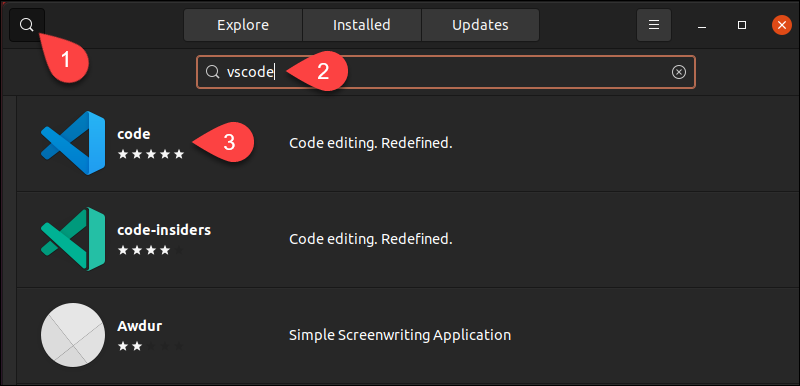 Explore Installed Updates
1
vscode 2
code
3
Code editing. Redefined.
code-insiders
Code editing. Redefined.
Awdur
Simple Screenwriting Application